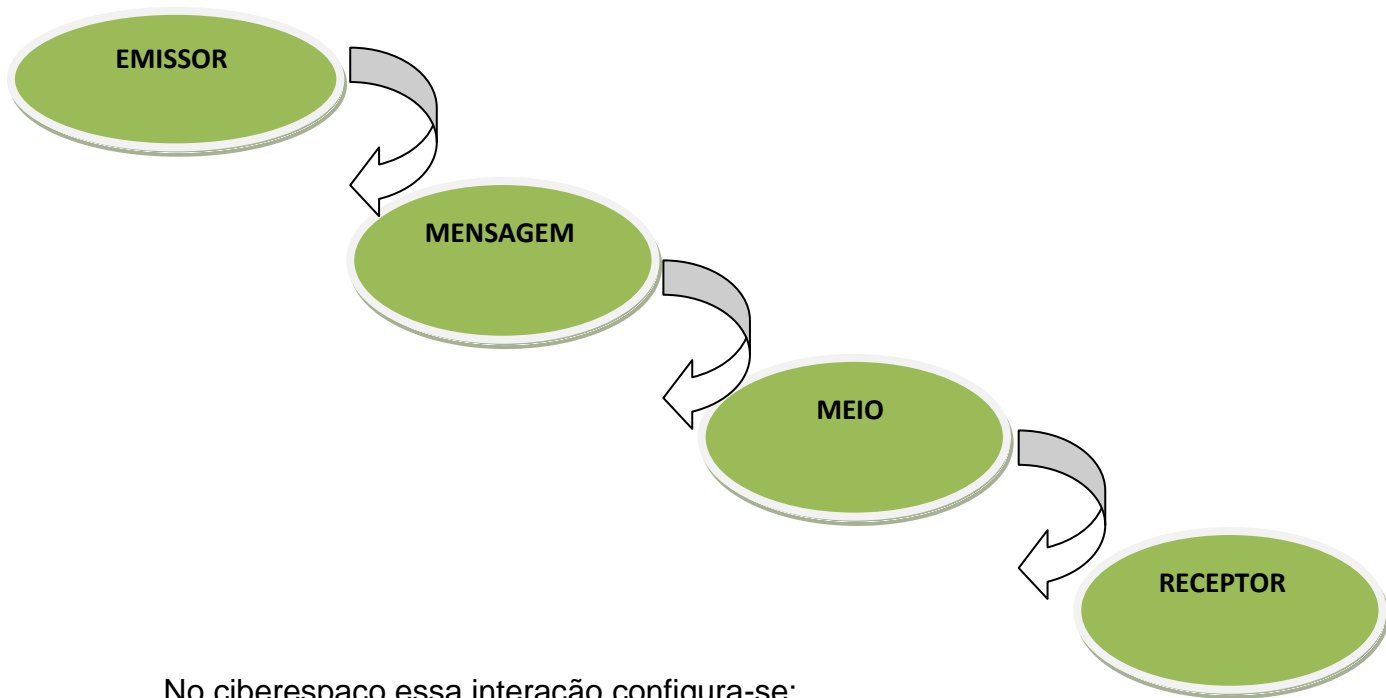 EMISSOR
MENSAGEM
MEIO
RECEPTOR
No ciberespaço essa interação configura-se: